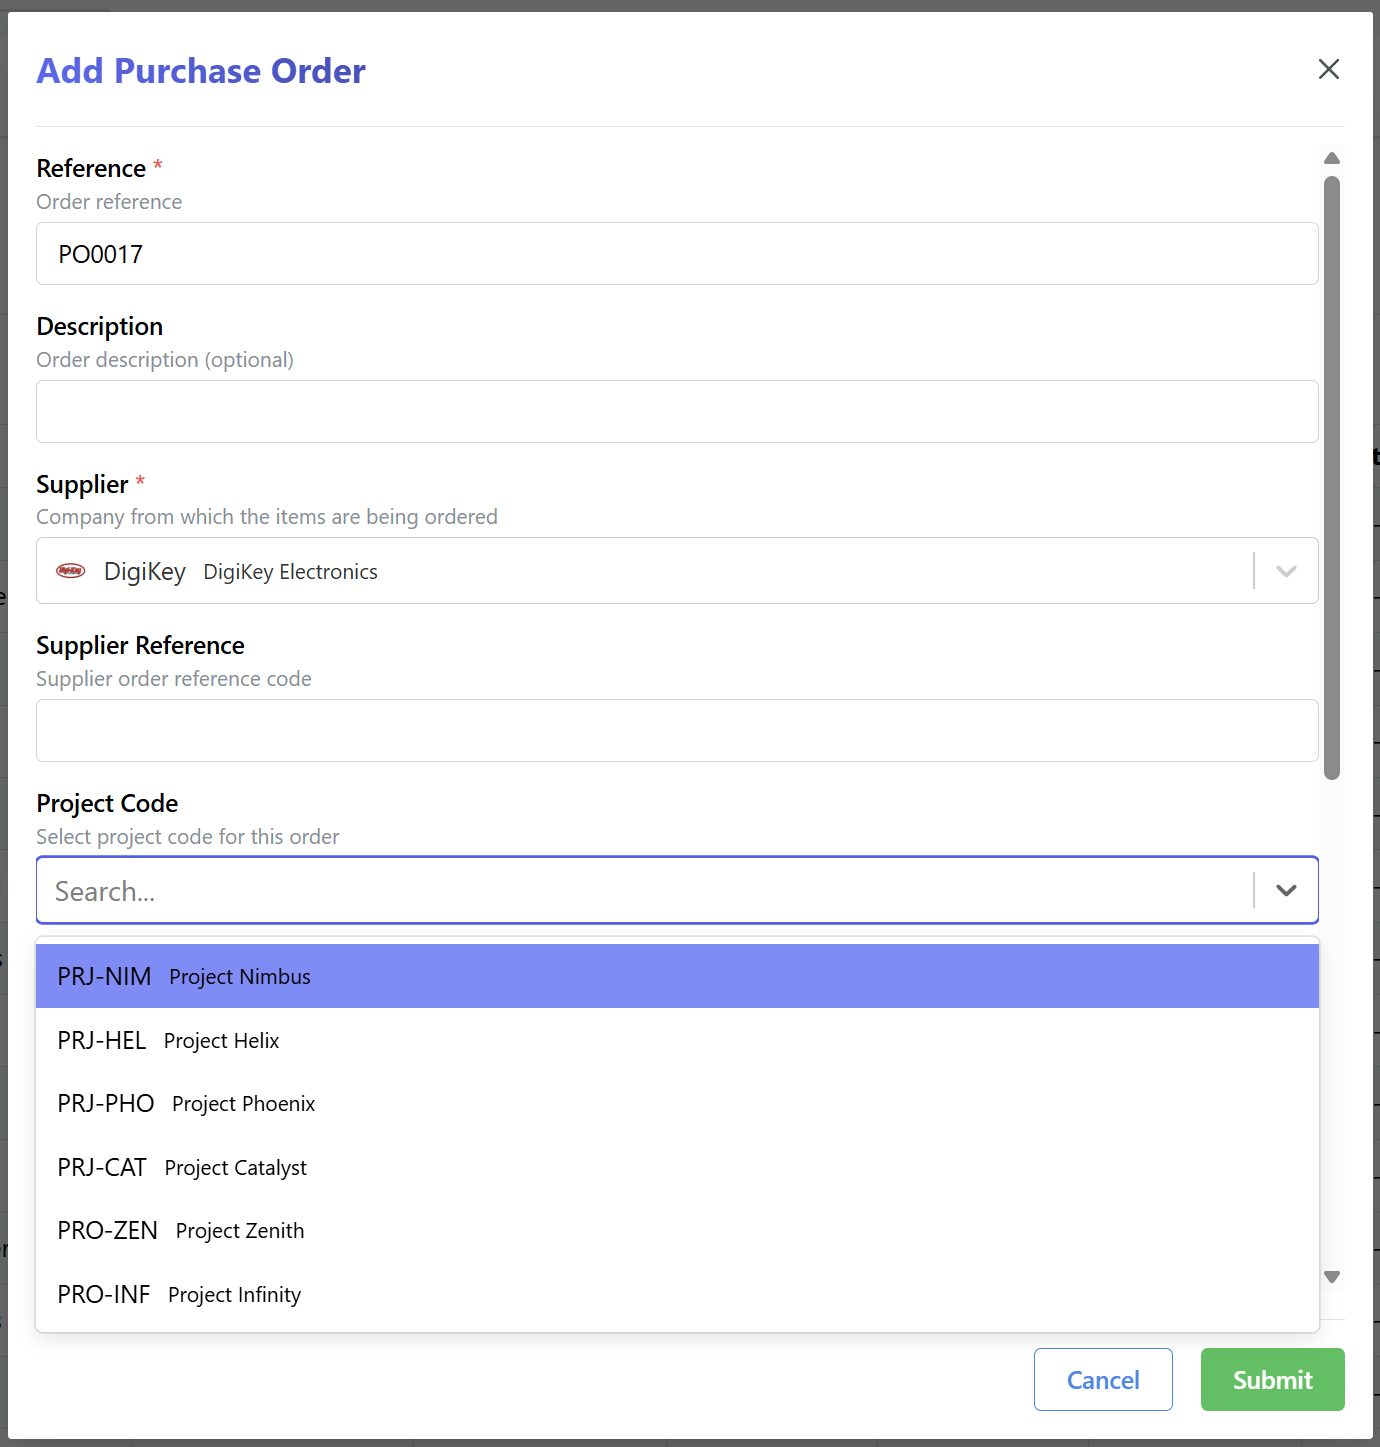 Add Purchase Order
Reference *
Order reference
PO0017
Description
Order description (optional)
Supplier *
Company from which the items are being ordered
DigiKey DigiKey Electronics
Supplier Reference
Supplier order reference code
Project Code
Select project code for this order
Search...
PRJ-NIM Project Nimbus
PRJ-HEL Project Helix
PRJ-PHO Project Phoenix
PRJ-CAT Project Catalyst
PRO-ZEN Project Zenith
PRO-INF Project Infinity
Cancel Submit